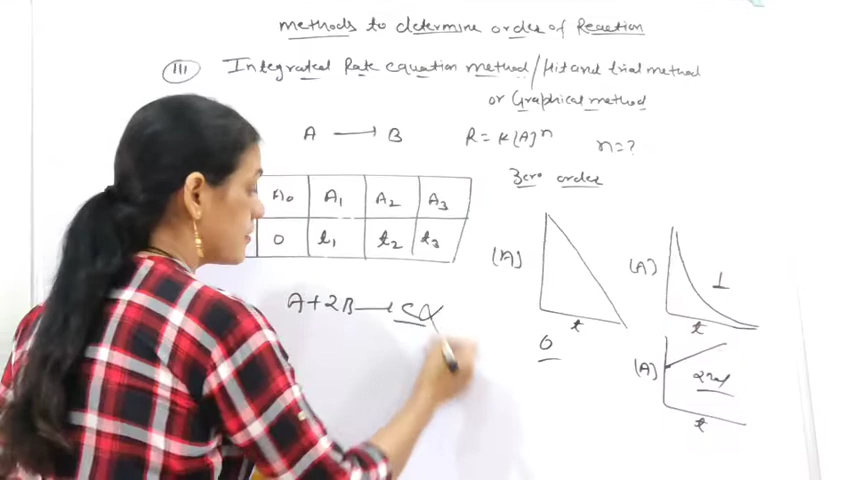 methods to determine order of Reaction
III Integrated Rate equation method/Hit and trial method
or Graphical method
A → B R = K[A]ⁿ n=?
Zero order
A₀ A₁ A₂ A₃
0 t₁ t₂ t₃
[A] t 0
[A] t 1
A+2B →
[A] t 2nd